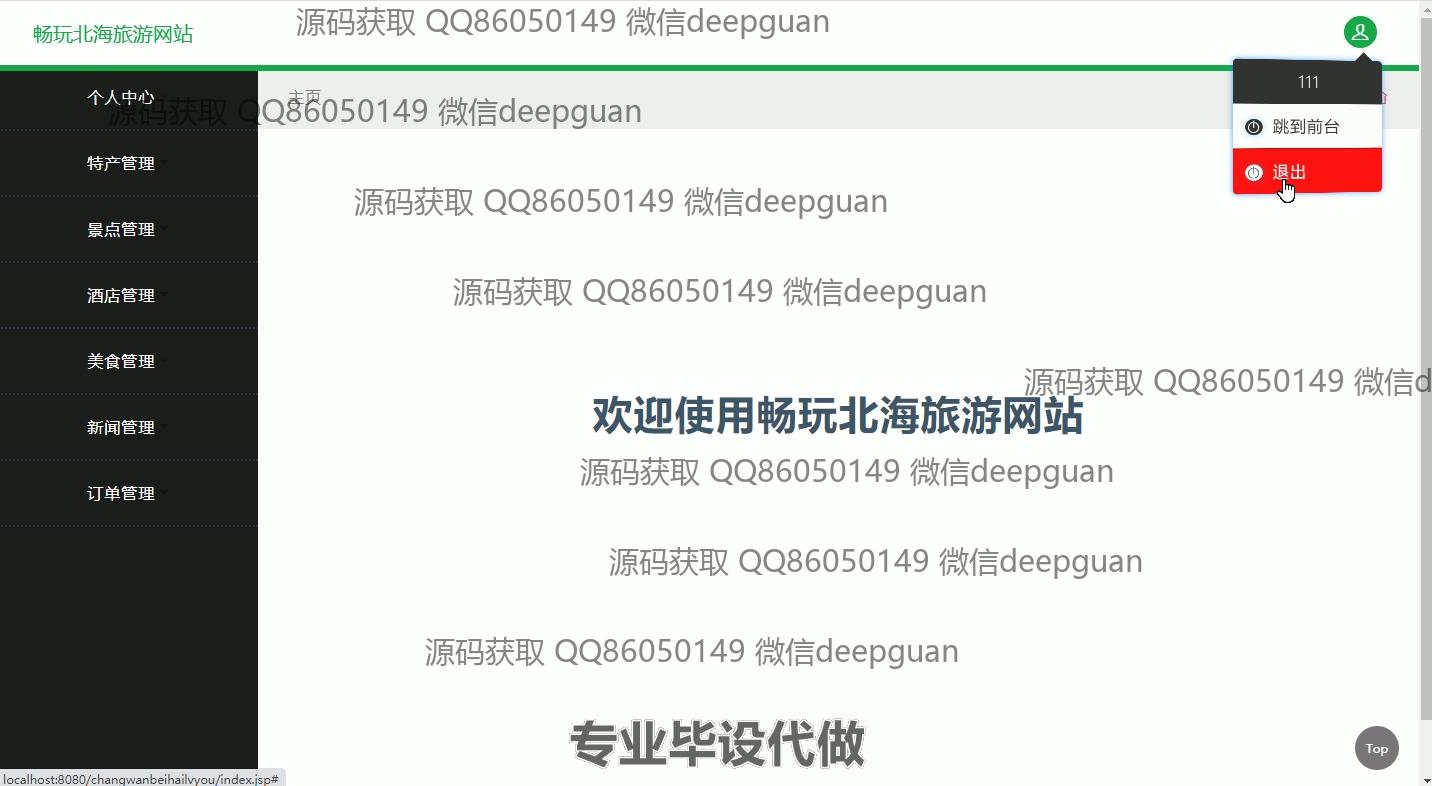 源码获取 QQ86050149 微信deepguan
畅玩北海旅游网站
111
个人中心
主页
源码获取 QQ86050149 微信deepguan
跳到前台
特产管理
退出
源码获取 QQ86050149 微信deepguan
景点管理
酒店管理
源码获取 QQ86050149 微信deepguan
美食管理
源码获取 QQ86050149 微信d
欢迎使用畅玩北海旅游网站
新闻管理
源码获取 QQ86050149 微信deepguan
订单管理
源码获取 QQ86050149 微信deepguan
源码获取 QQ86050149 微信deepguan
专业毕设代做
Top
localhost:8080/changwanbeihailvyou/index.jsp#